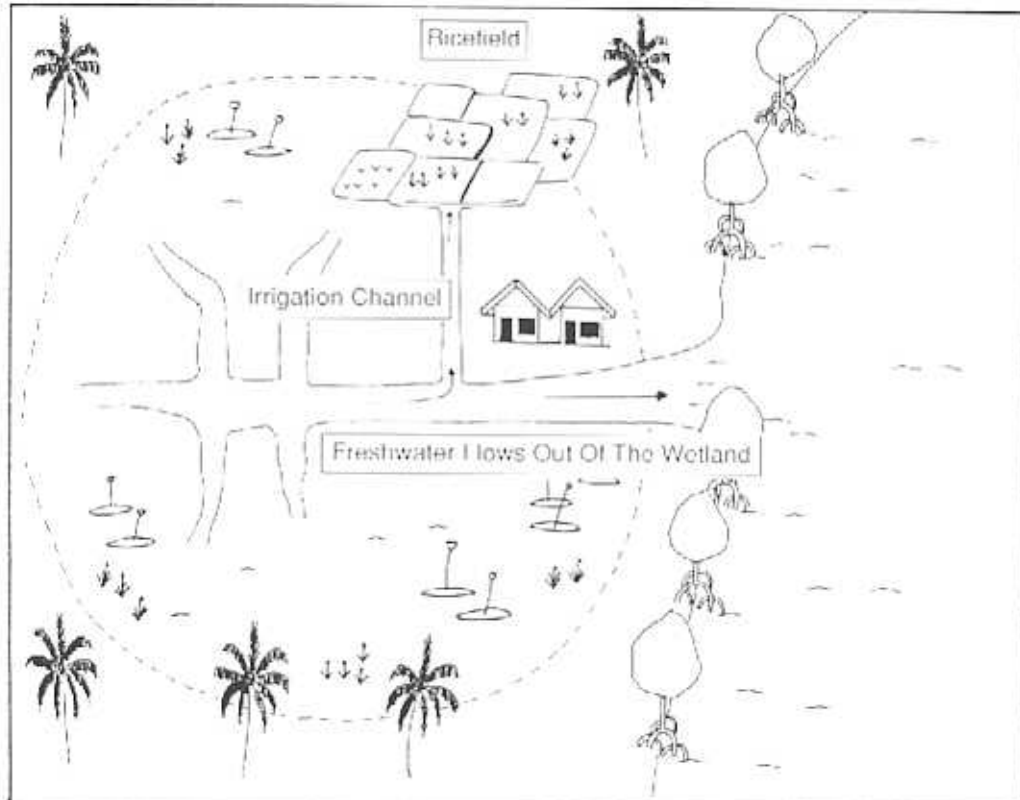 Ricefield
Irrigation Channel
Freshwater Flows Out Of The Wetland